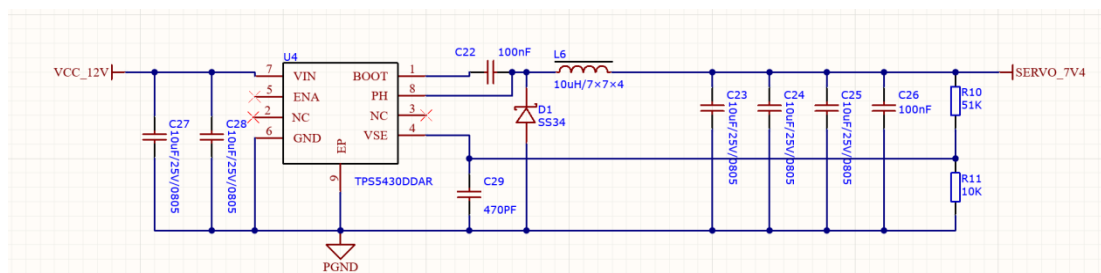 U4
C22
100nF
L6
10uH/7×7×4
VCC_12V
7
VIN
BOOT
1
5
ENA
PH
8
2
NC
NC
3
6
GND
VSE
4
EP
9
TPS5430DDAR
D1
SS34
SERVO_7V4
C27
10uF/25V/0805
C28
10uF/25V/0805
C29
470PF
C23
10uF/25V/0805
C24
10uF/25V/0805
C25
10uF/25V/0805
C26
100nF
R10
51K
R11
10K
PGND